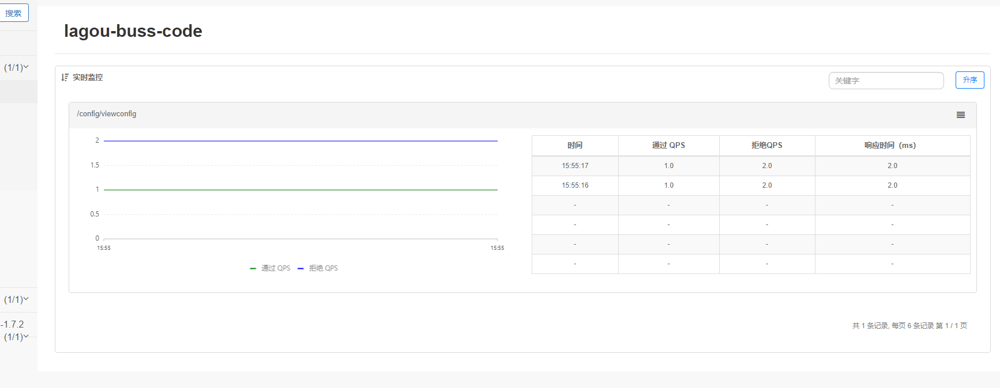 搜索
lagou-buss-code
(1/1)
实时监控
关键字
升序
/config/viewconfig
2
1.5
1
0.5
0
15:55 15:55
通过 QPS 拒绝 QPS
时间 通过 QPS 拒绝QPS 响应时间（ms）
15:55:17 1.0 2.0 2.0
15:55:16 1.0 2.0 2.0
- - - -
- - - -
- - - -
- - - -
(1/1)
-1.7.2
(1/1)
共 1 条记录, 每页 6 条记录 第 1 / 1 页